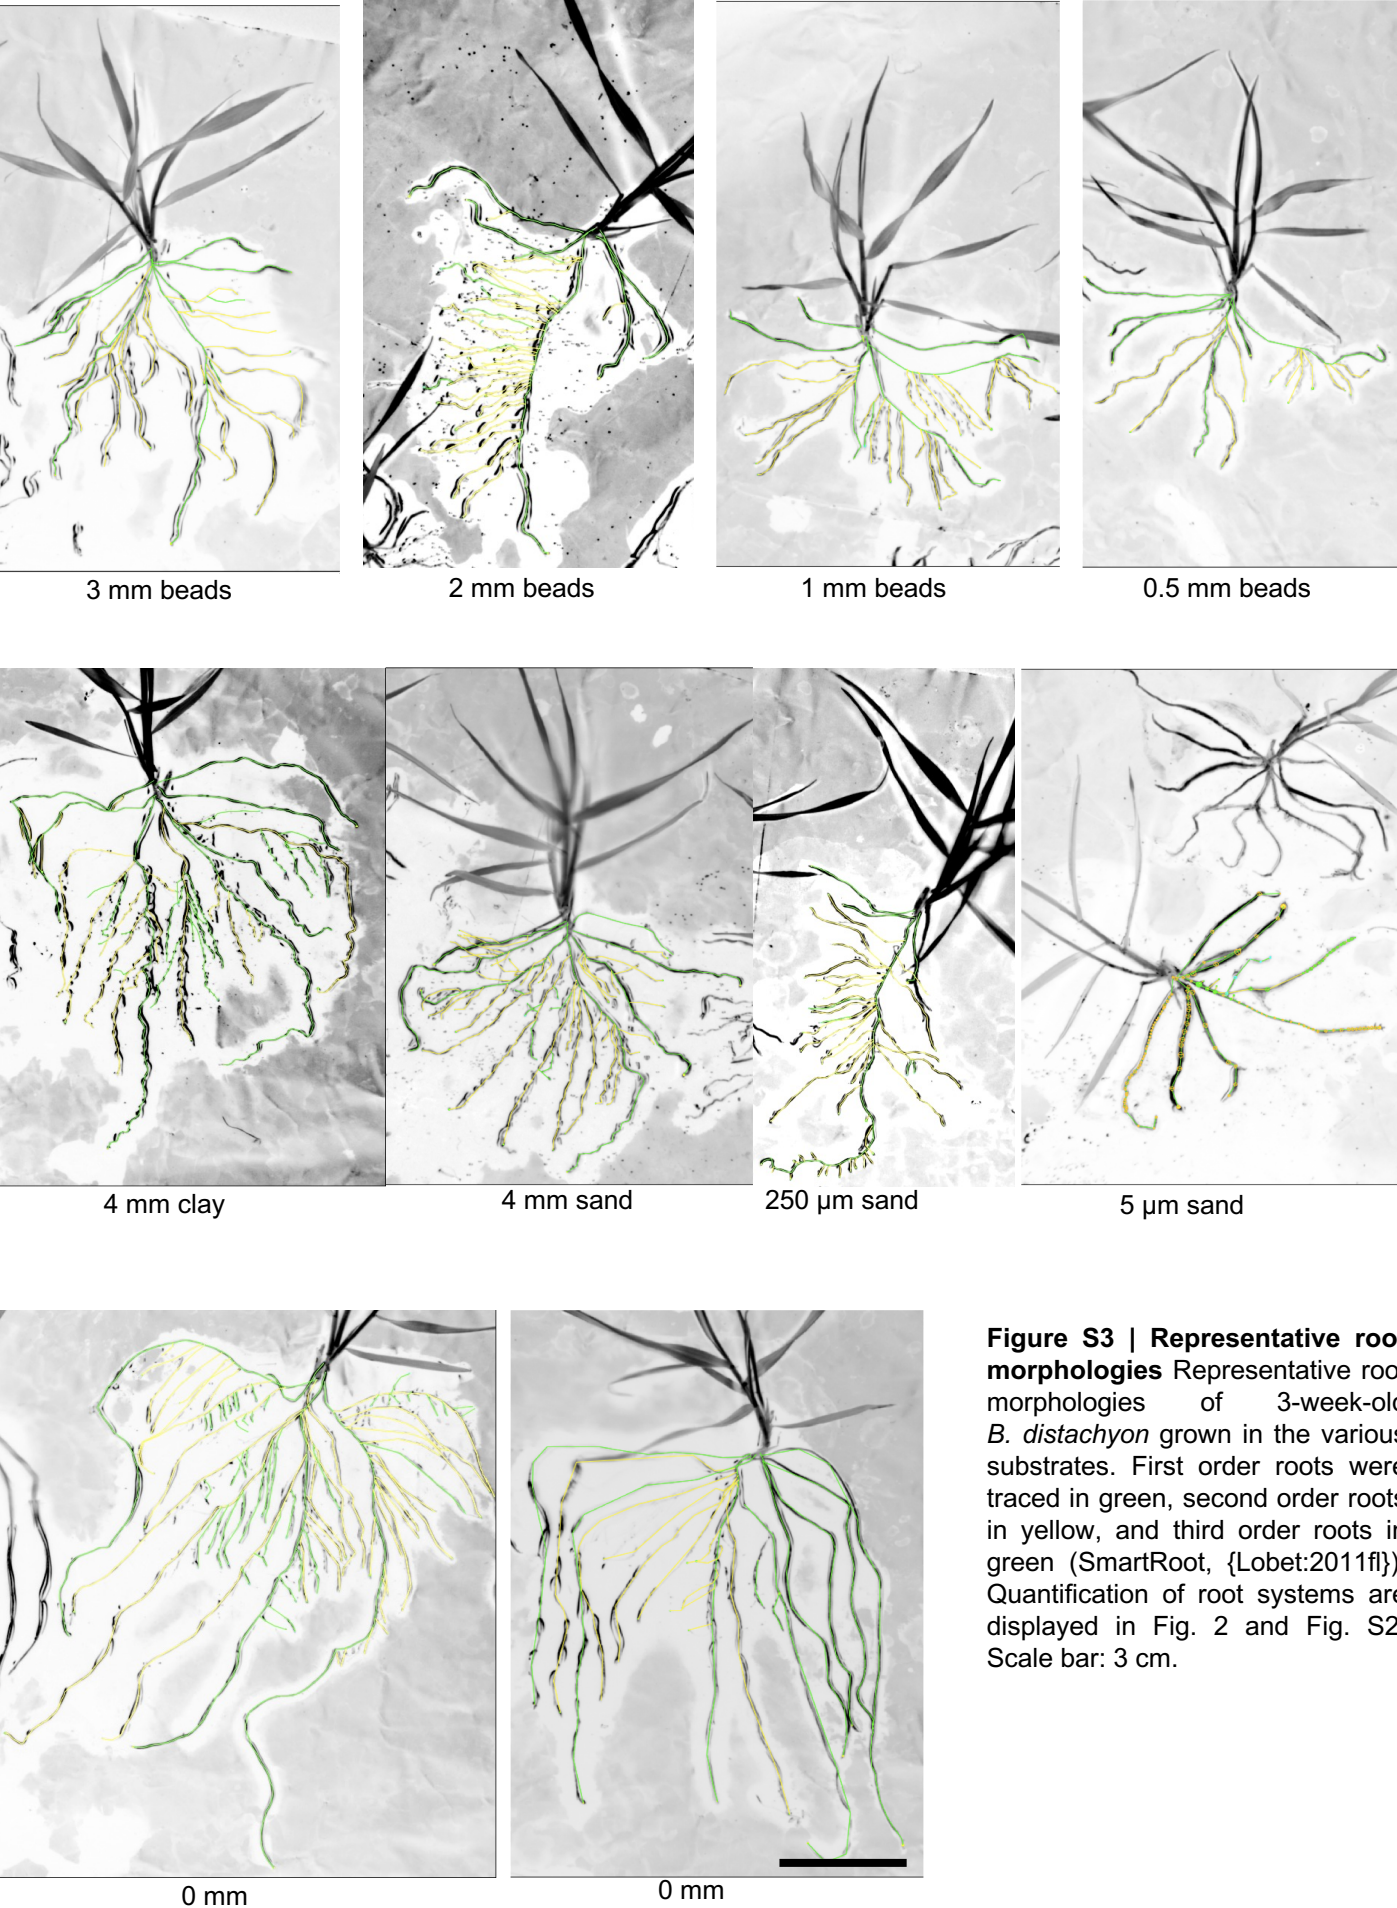 3 mm beads
2 mm beads
1 mm beads
0.5 mm beads
4 mm clay
4 mm sand
250 µm sand
5 µm sand
0 mm
0 mm
Figure S3 | Representative roo
morphologies Representative roo
morphologies of 3-week-old
B. distachyon grown in the various
substrates. First order roots were
traced in green, second order roots
in yellow, and third order roots in
green (SmartRoot, {Lobet:2011fl})
Quantification of root systems are
displayed in Fig. 2 and Fig. S2
Scale bar: 3 cm.